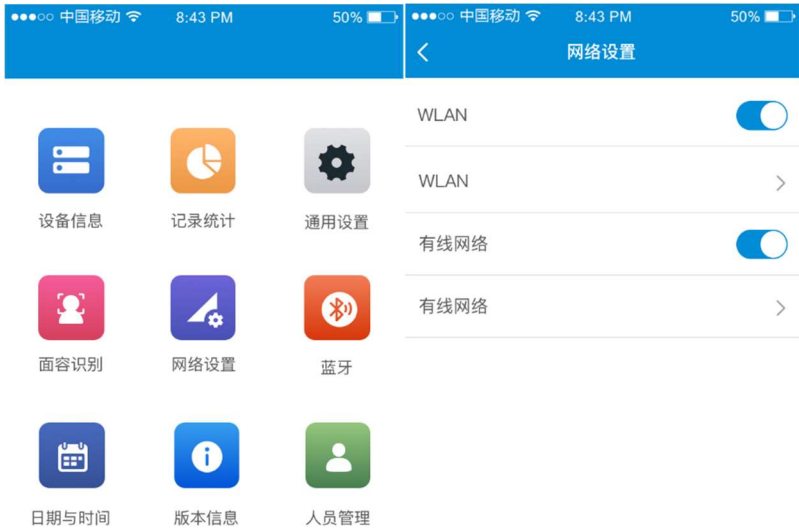 中国移动 8:43 PM 50%
设备信息 记录统计 通用设置
面容识别 网络设置 蓝牙
日期与时间 版本信息 人员管理
中国移动 8:43 PM 50%
网络设置
WLAN
WLAN
有线网络
有线网络